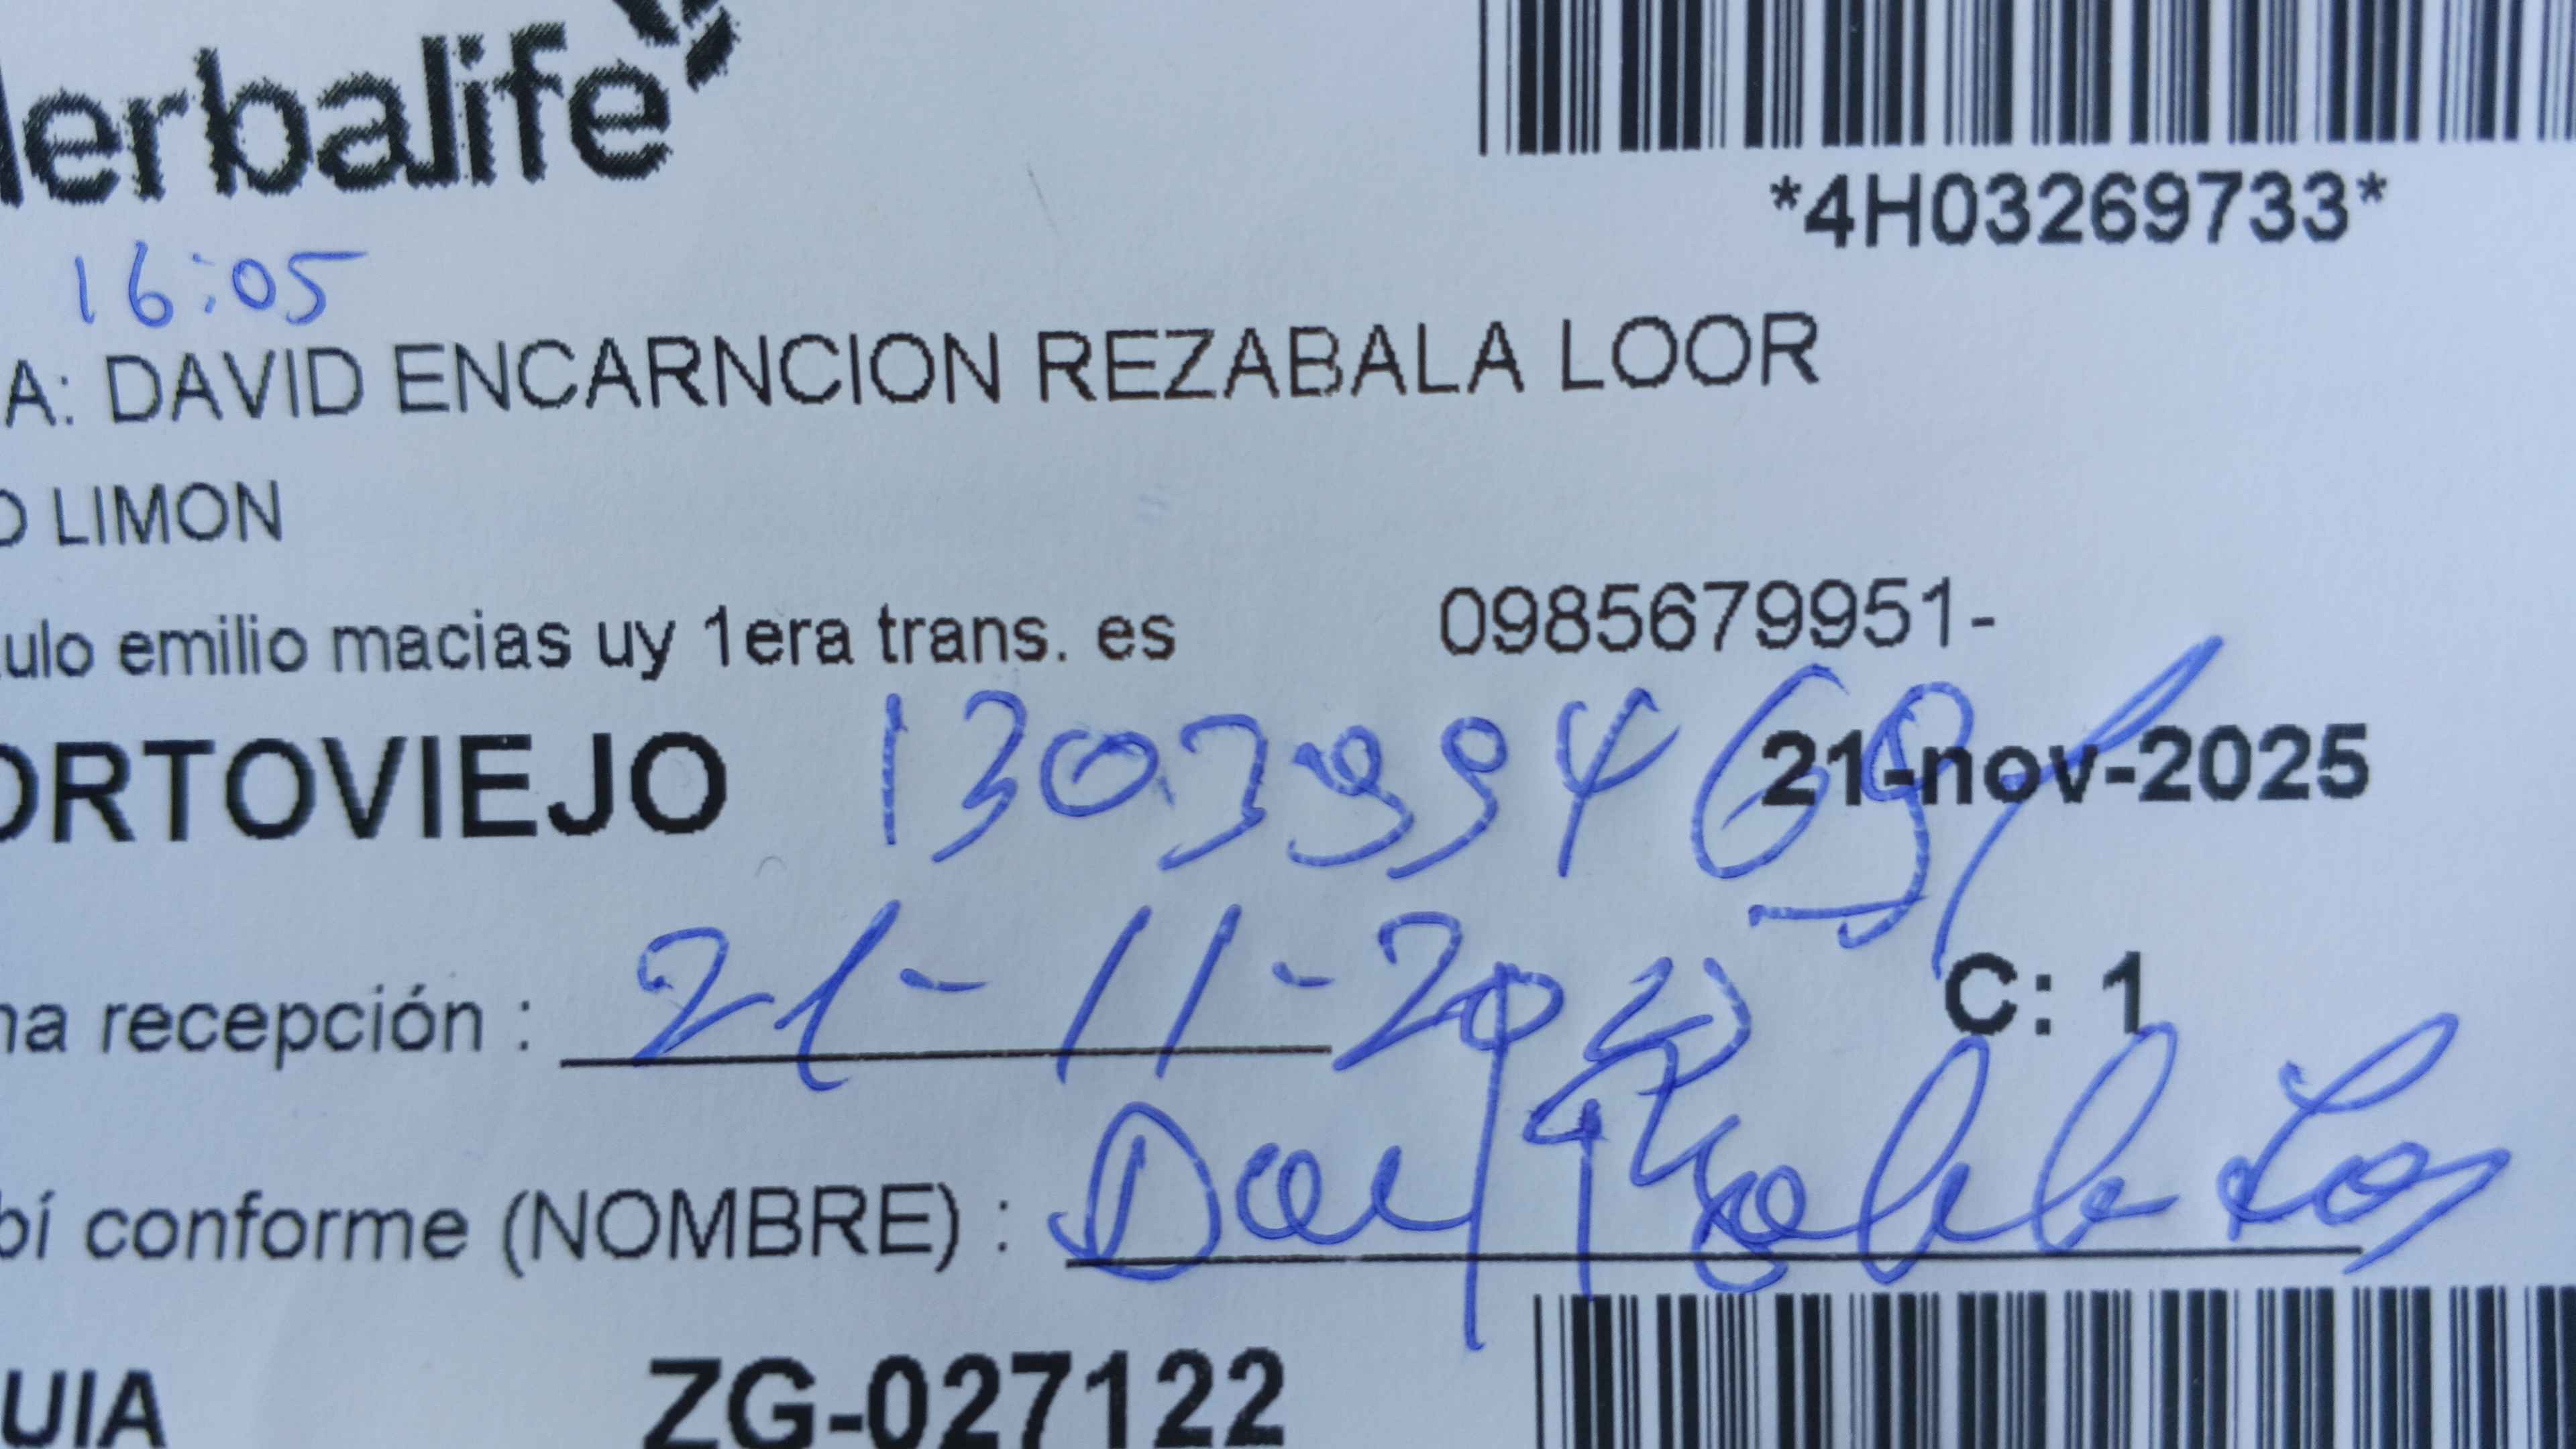 Herbalife
*4H03269733*
16:05
A: DAVID ENCARNCION REZABALA LOOR
O LIMON
ulo emilio macias uy 1era trans. es 0985679951-
ORTOVIEJO 21-nov-2025
na recepción : 21-11-2025
C: 1
bí conforme (NOMBRE) :
UIA ZG-027122